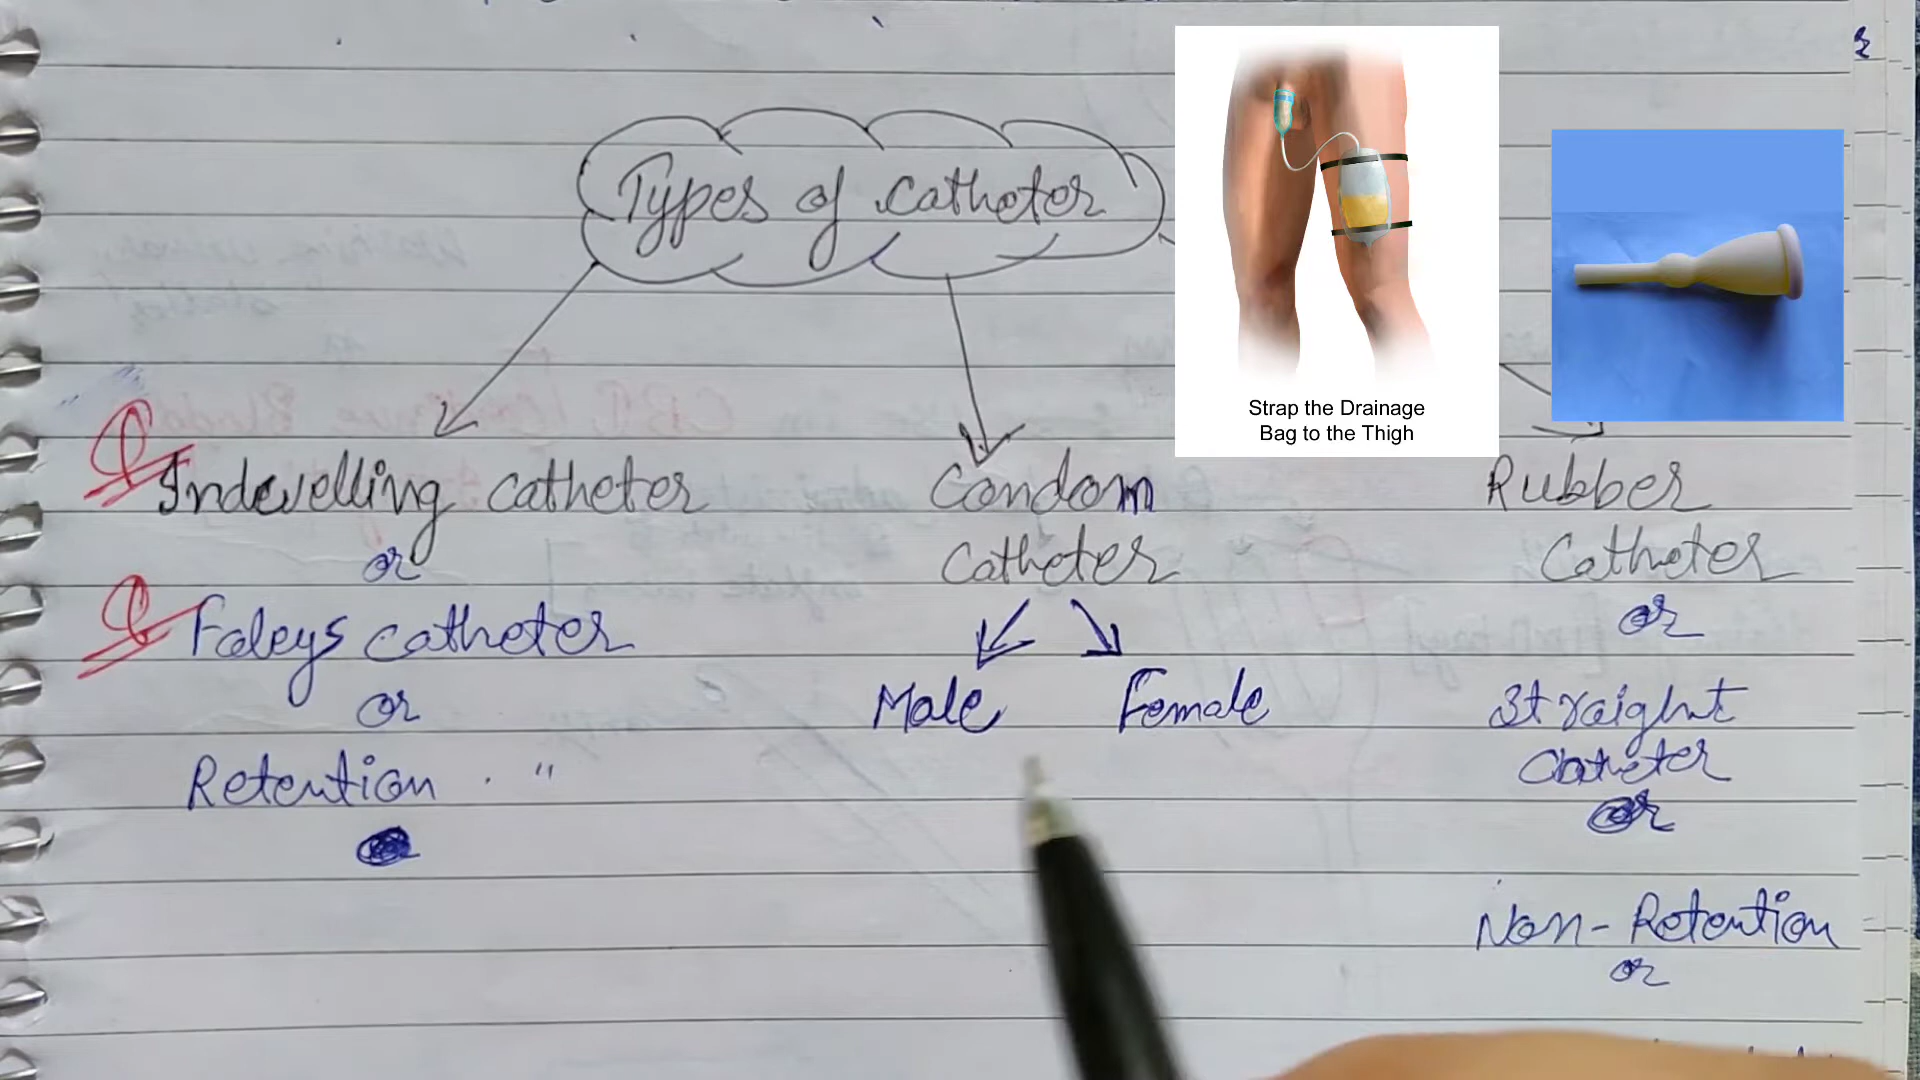 Types of catheter
Strap the Drainage
Bag to the Thigh
Indwelling catheter
or
Foleys catheter
or
Retention "
Condom
Catheter
Male Female
Rubber
Catheter
or
Straight
Catheter
or
Non-Retention
or